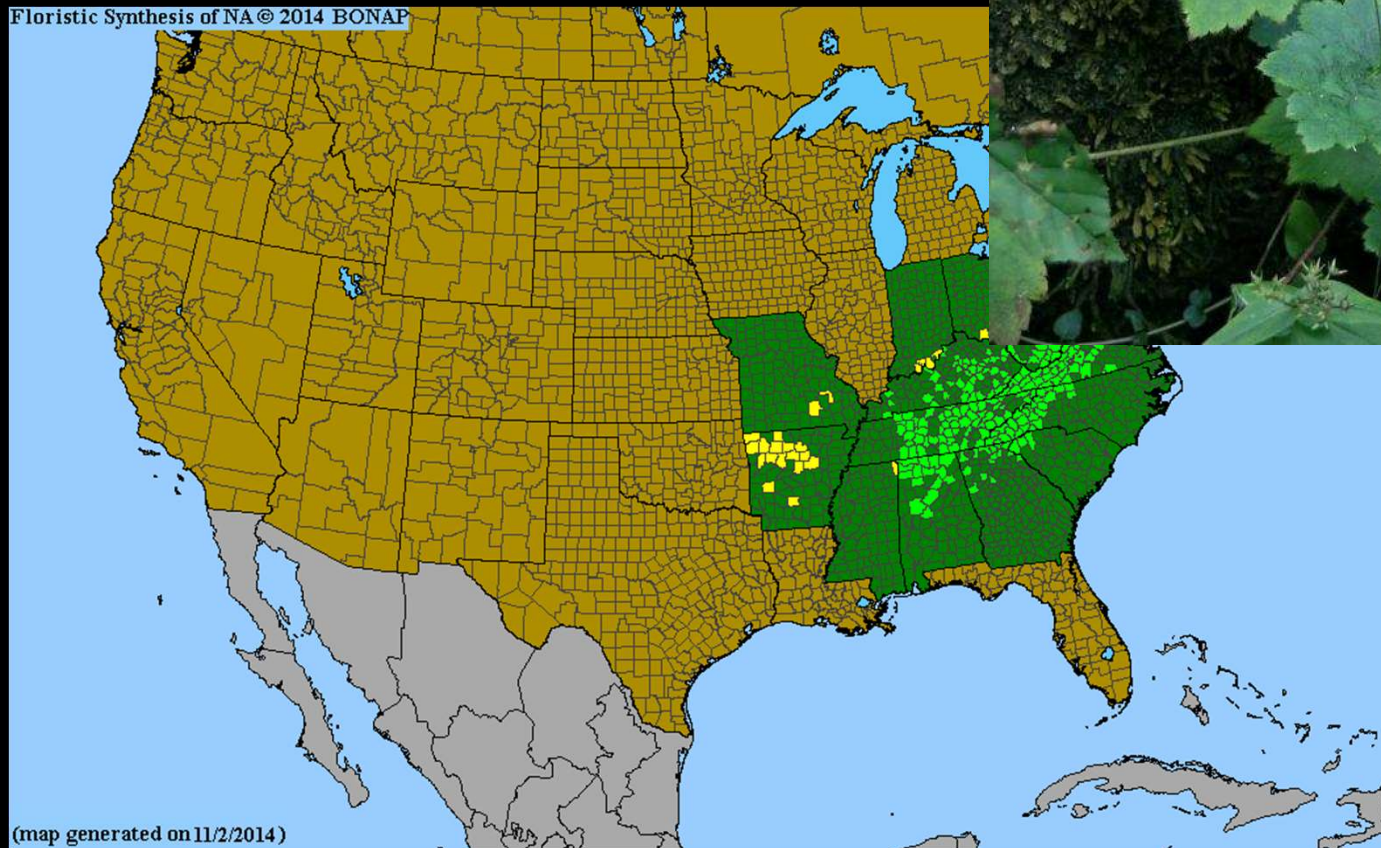 Floristic Synthesis of NA © 2014 BONAP
(map generated on 11/2/2014)